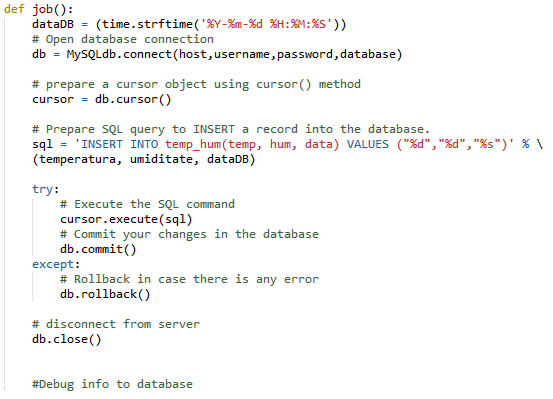 def job():
dataDB = (time.strftime('%Y-%m-%d %H:%M:%S'))
# Open database connection
db = MySQLdb.connect(host,username,password,database)
# prepare a cursor object using cursor() method
cursor = db.cursor()
# Prepare SQL query to INSERT a record into the database.
sql = 'INSERT INTO temp_hum(temp, hum, data) VALUES ("%d","%d","%s")' % \
(temperatura, umiditate, dataDB)
try:
# Execute the SQL command
cursor.execute(sql)
# Commit your changes in the database
db.commit()
except:
# Rollback in case there is any error
db.rollback()
# disconnect from server
db.close()
#Debug info to database